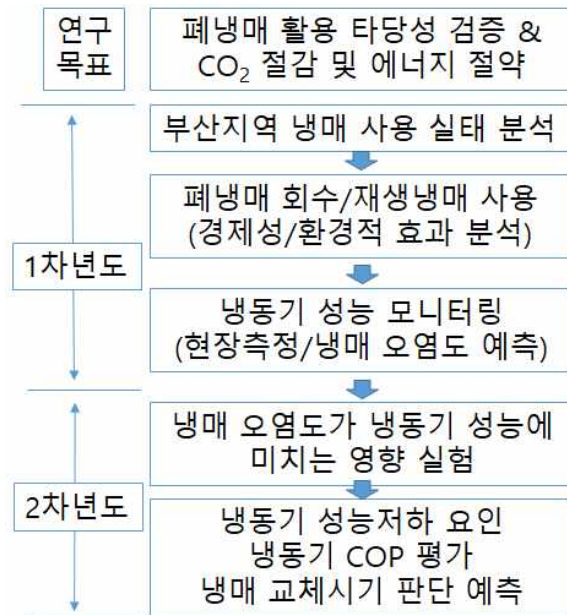 연구
목표
폐냉매 활용 타당성 검증 &
CO₂ 절감 및 에너지 절약
1차년도
부산지역 냉매 사용 실태 분석
폐냉매 회수/재생냉매 사용
(경제성/환경적 효과 분석)
냉동기 성능 모니터링
(현장측정/냉매 오염도 예측)
2차년도
냉매 오염도가 냉동기 성능에
미치는 영향 실험
냉동기 성능저하 요인
냉동기 COP 평가
냉매 교체시기 판단 예측